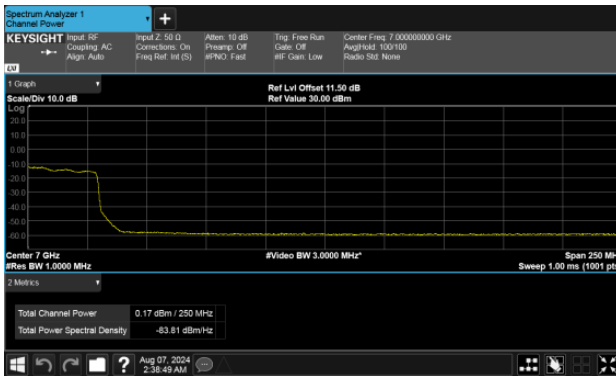 Spectrum Analyzer 1
Channel Power
+
KEYSIGHT Input: RF Input Z: 50 Ω Atten: 10 dB Trig: Free Run Center Freq: 7.000000000 GHz
Coupling: AC Corrections: On Preamp: Off Gate: Off Avg|Hold: 100/100
Align: Auto Freq Ref: Int (S) #PNO: Fast #IF Gain: Low Radio Std: None
LXI
1 Graph Ref Lvl Offset 11.50 dB
Scale/Div 10.0 dB Ref Value 30.00 dBm
Log
20.0
10.0
0.00
-10.0
-20.0
-30.0
-40.0
-50.0
-60.0
Center 7 GHz #Video BW 3.0000 MHz* Span 250 MH
#Res BW 1.0000 MHz Sweep 1.00 ms (1001 pts
2 Metrics
Total Channel Power 0.17 dBm / 250 MHz
Total Power Spectral Density -83.81 dBm/Hz
? Aug 07, 2024
2:38:49 AM